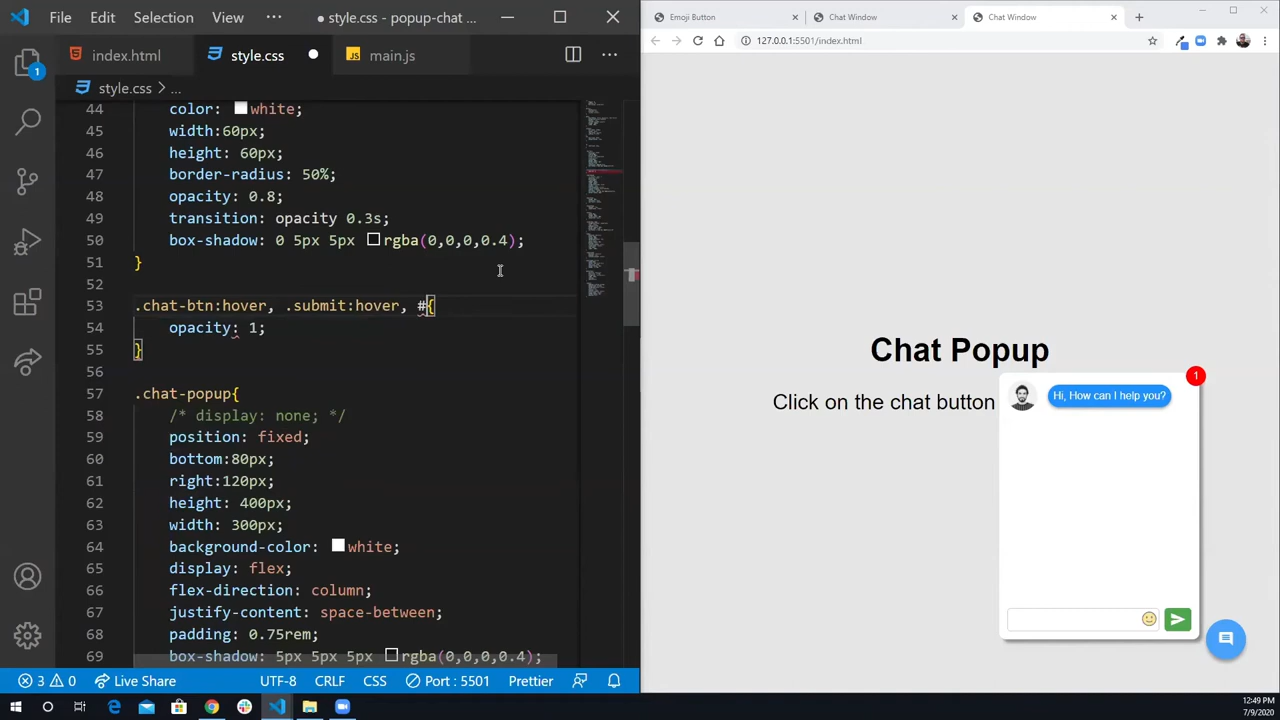 File Edit Selection View ··· ● style.css - popup-chat ...
index.html style.css ● main.js
style.css > ...
1
44 color: white;
45 width:60px;
46 height: 60px;
47 border-radius: 50%;
48 opacity: 0.8;
49 transition: opacity 0.3s;
50 box-shadow: 0 5px 5px rgba(0,0,0,0.4);
51 }
52
53 .chat-btn:hover, .submit:hover, #{
54 opacity: 1;
55 }
56
57 .chat-popup{
58 /* display: none; */
59 position: fixed;
60 bottom:80px;
61 right:120px;
62 height: 400px;
63 width: 300px;
64 background-color: white;
65 display: flex;
66 flex-direction: column;
67 justify-content: space-between;
68 padding: 0.75rem;
69 box-shadow: 5px 5px 5px rgba(0,0,0,0.4);
3 0 Live Share UTF-8 CRLF CSS Port : 5501 Prettier
Emoji Button Chat Window Chat Window
127.0.0.1:5501/index.html
Chat Popup
Click on the chat button
1
Hi, How can I help you?
12:49 PM
7/9/2020